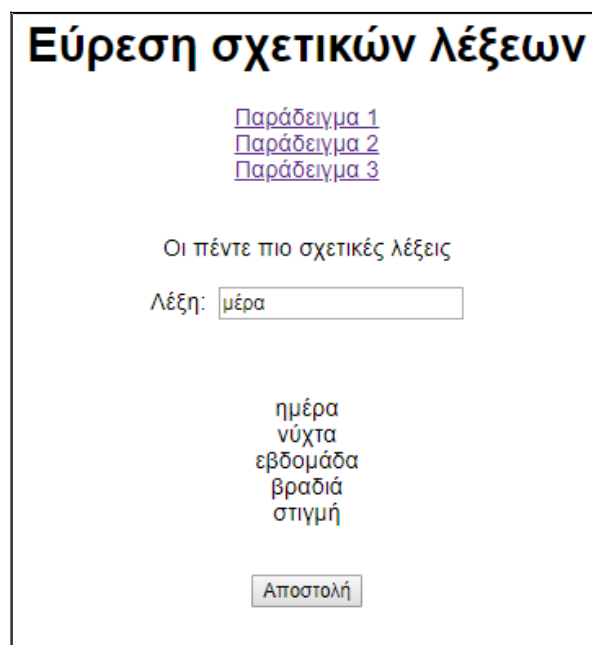 Εύρεση σχετικών λέξεων
Παράδειγμα 1
Παράδειγμα 2
Παράδειγμα 3
Οι πέντε πιο σχετικές λέξεις
Λέξη: μέρα
ημέρα
νύχτα
εβδομάδα
βραδιά
στιγμή
Αποστολή